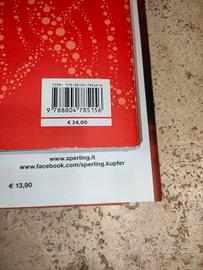 9 788804 785156
€ 24,00
www.sperling.it
www.facebook.com/sperling.kupfer
€ 13,90